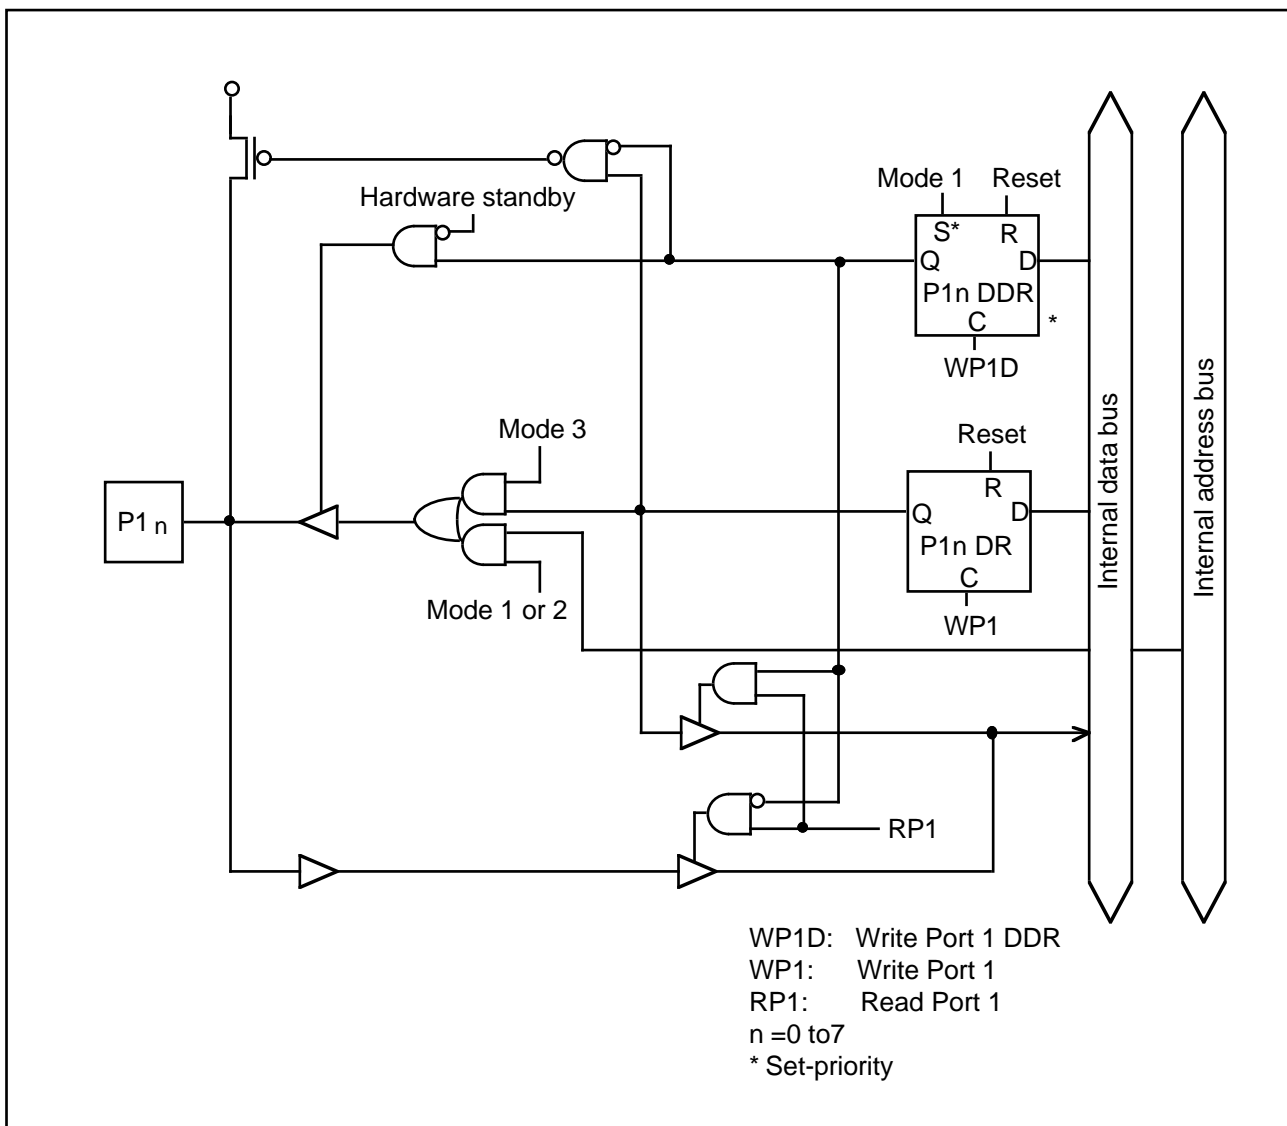 Mode 1 Reset
Hardware standby
S* R
Q D
P1n DDR
C *
WP1D
Mode 3
Reset
R
P1 n
Q D
P1n DR
C
Mode 1 or 2
WP1
Internal data bus
Internal address bus
RP1
WP1D: Write Port 1 DDR
WP1: Write Port 1
RP1: Read Port 1
n =0 to7
* Set-priority